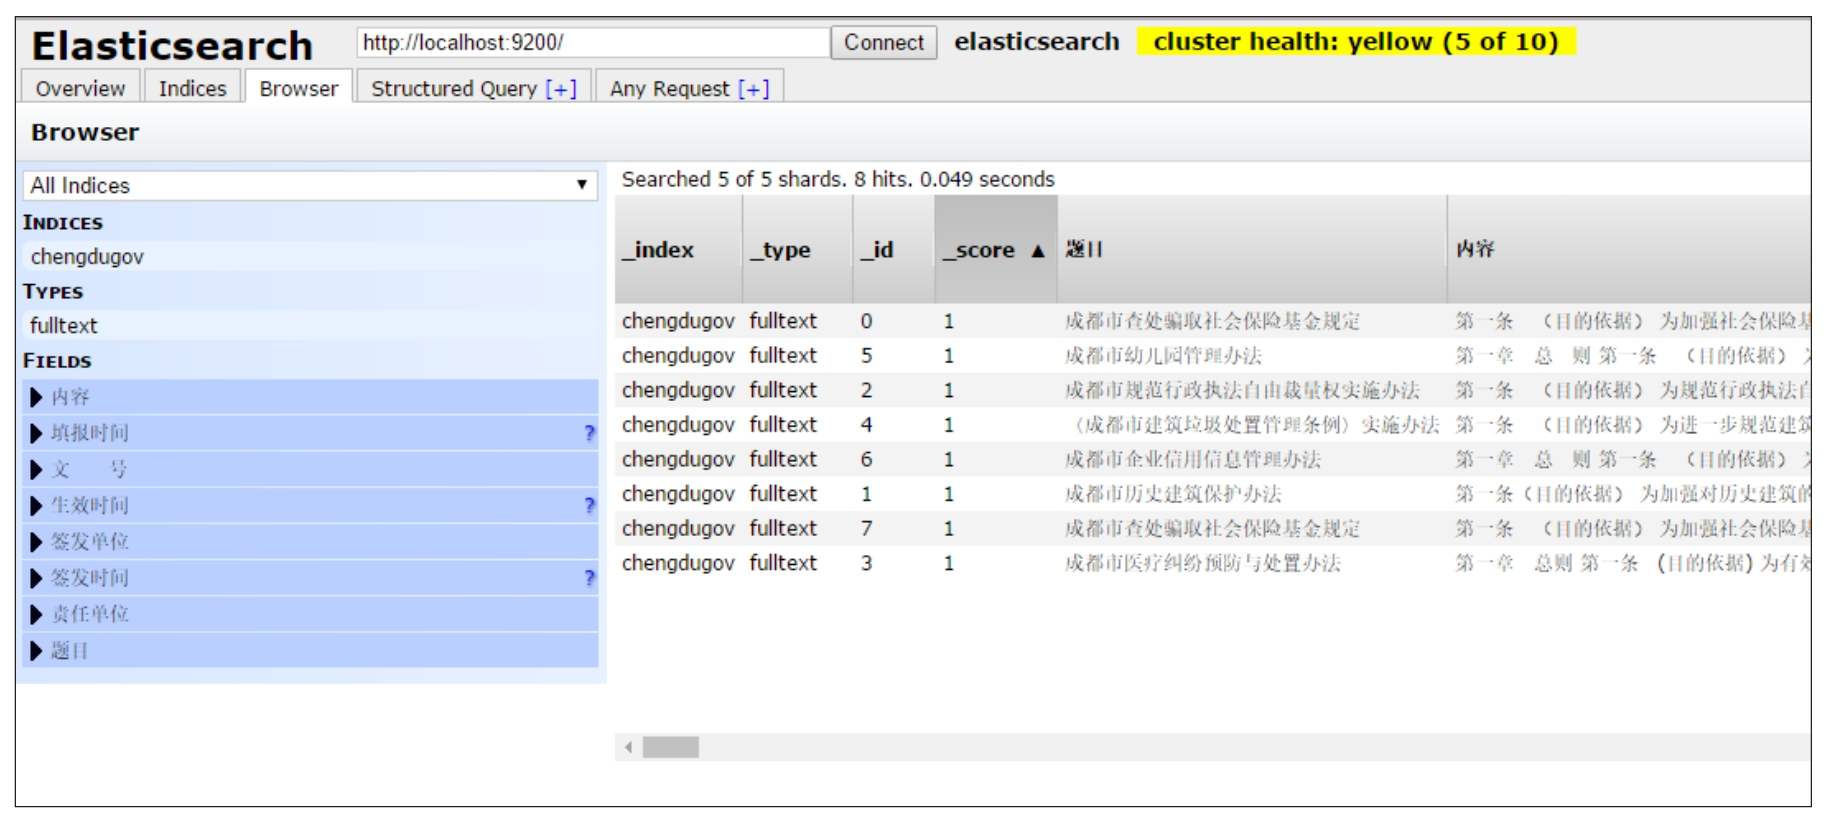 Elasticsearch http://localhost:9200/ Connect elasticsearch cluster health: yellow (5 of 10)
Overview Indices Browser Structured Query [+] Any Request [+]
Browser
All Indices
INDICES
chengdugov
TYPES
fulltext
FIELDS
内容
填报时间 ?
文 号
生效时间 ?
签发单位
签发时间 ?
责任单位
题目
Searched 5 of 5 shards. 8 hits. 0.049 seconds
_index _type _id _score ▲ 题目 内容
chengdugov fulltext 0 1 成都市查处骗取社会保险基金规定 第一条 （目的依据） 为加强社会保险基
chengdugov fulltext 5 1 成都市幼儿园管理办法 第一章 总 则 第一条 （目的依据）
chengdugov fulltext 2 1 成都市规范行政执法自由裁量权实施办法 第一条 （目的依据） 为规范行政执法自
chengdugov fulltext 4 1 （成都市建筑垃圾处置管理条例）实施办法 第一条 （目的依据） 为进一步规范建筑
chengdugov fulltext 6 1 成都市企业信用信息管理办法 第一章 总 则 第一条 （目的依据）
chengdugov fulltext 1 1 成都市历史建筑保护办法 第一条（目的依据） 为加强对历史建筑的
chengdugov fulltext 7 1 成都市查处骗取社会保险基金规定 第一条 （目的依据） 为加强社会保险基
chengdugov fulltext 3 1 成都市医疗纠纷预防与处置办法 第一章 总则 第一条 (目的依据) 为有效